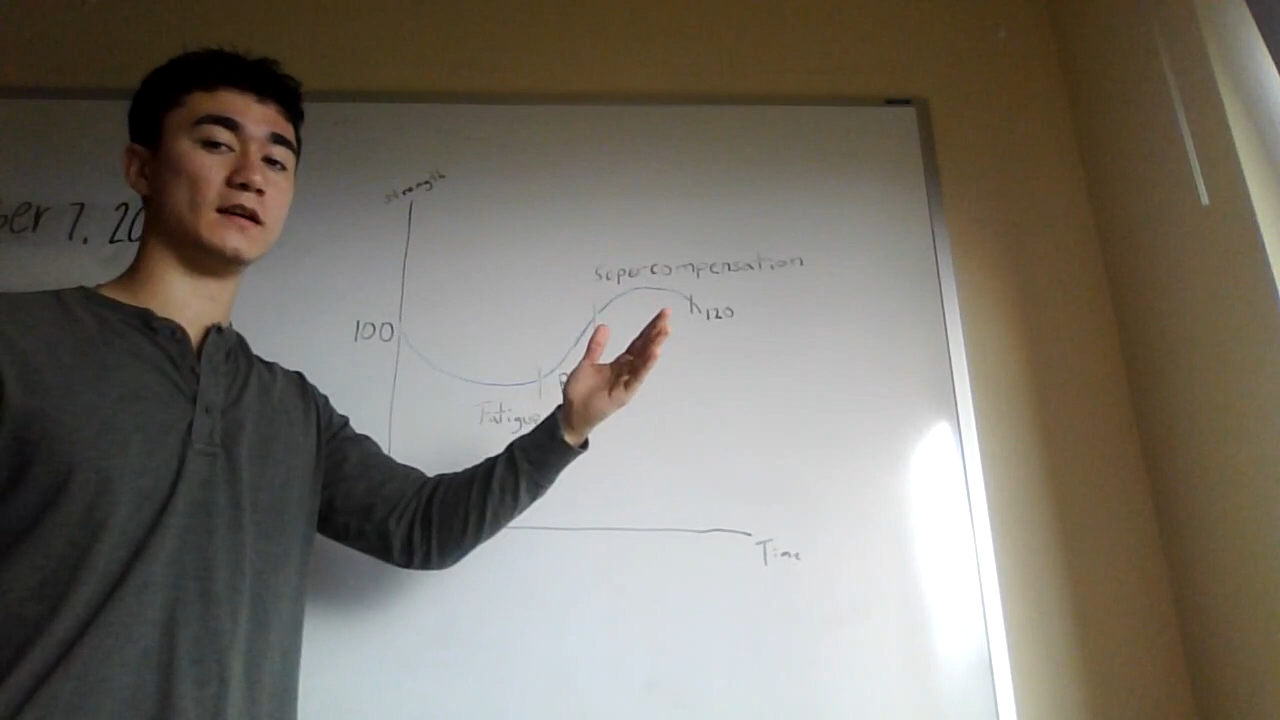 ber 7, 20
strength
Supercompensation
100
120
Fatigue
Time